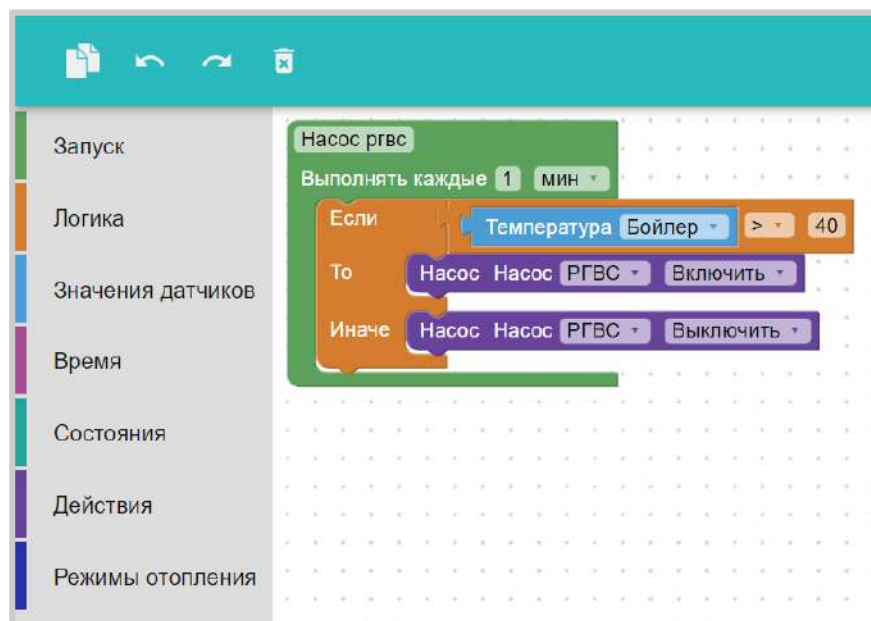 Запуск
Логика
Значения датчиков
Время
Состояния
Действия
Режимы отопления
Насос ргвс
Выполнять каждые 1 мин
Если Температура Бойлер > 40
То Насос Насос РГВС Включить
Иначе Насос Насос РГВС Выключить